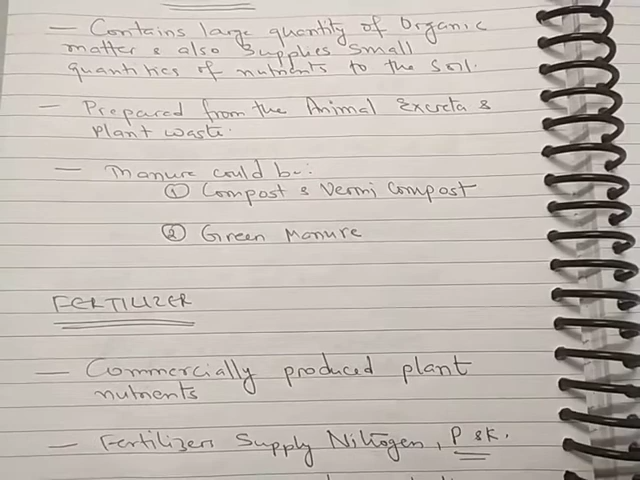 — Contains large quantity of Organic
matter & also Supplies Small
quantities of nutrients to the Soil.
— Prepared from the Animal Excreta &
Plant waste.
— Manure could be:
① Compost & Vermi Compost
② Green Manure
FERTILIZER
— Commercially produced plant
nutrients
— Fertilizers Supply Nitrogen, P & K.